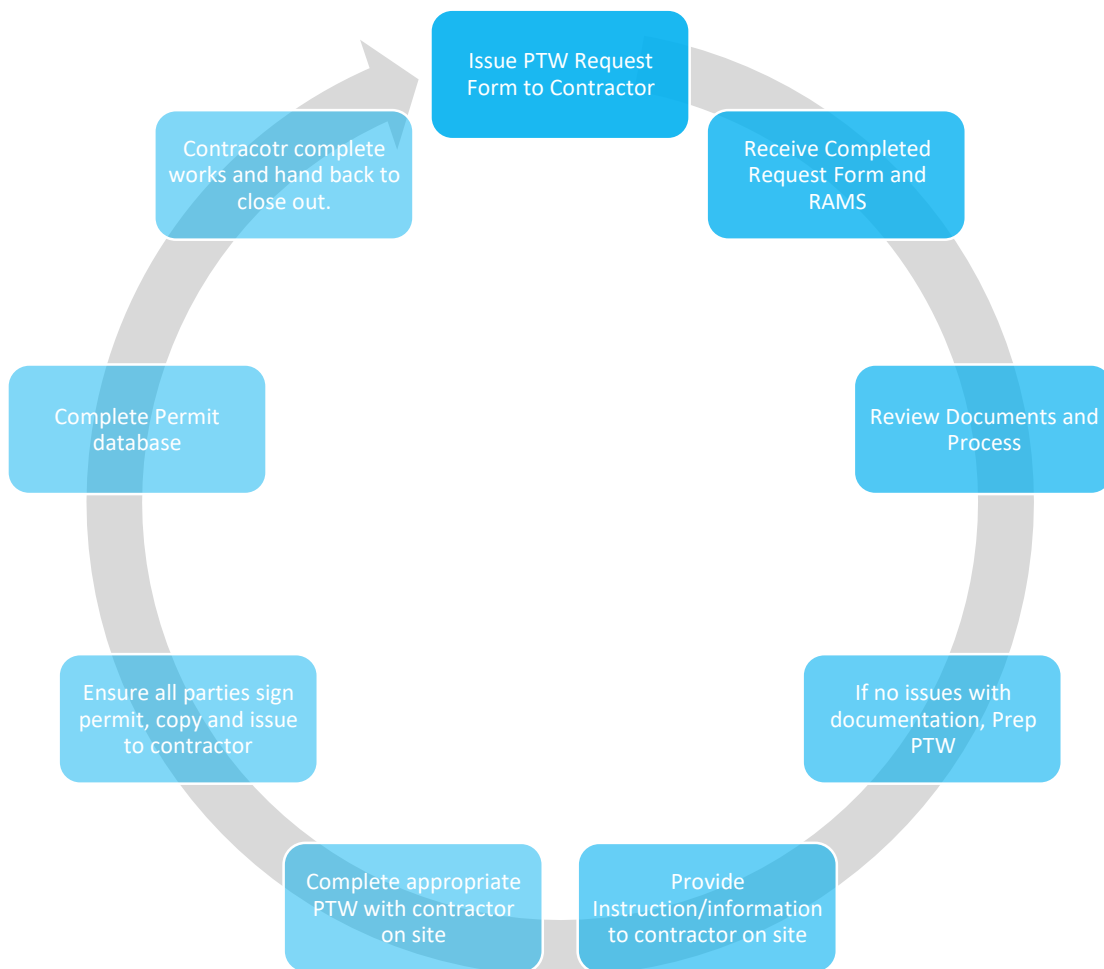 Issue PTW Request
Form to Contractor
Receive Completed
Request Form and
RAMS
Review Documents and
Process
If no issues with
documentation, Prep
PTW
Provide
Instruction/information
to contractor on site
Complete appropriate
PTW with contractor
on site
Ensure all parties sign
permit, copy and issue
to contractor
Complete Permit
database
Contracotr complete
works and hand back to
close out.